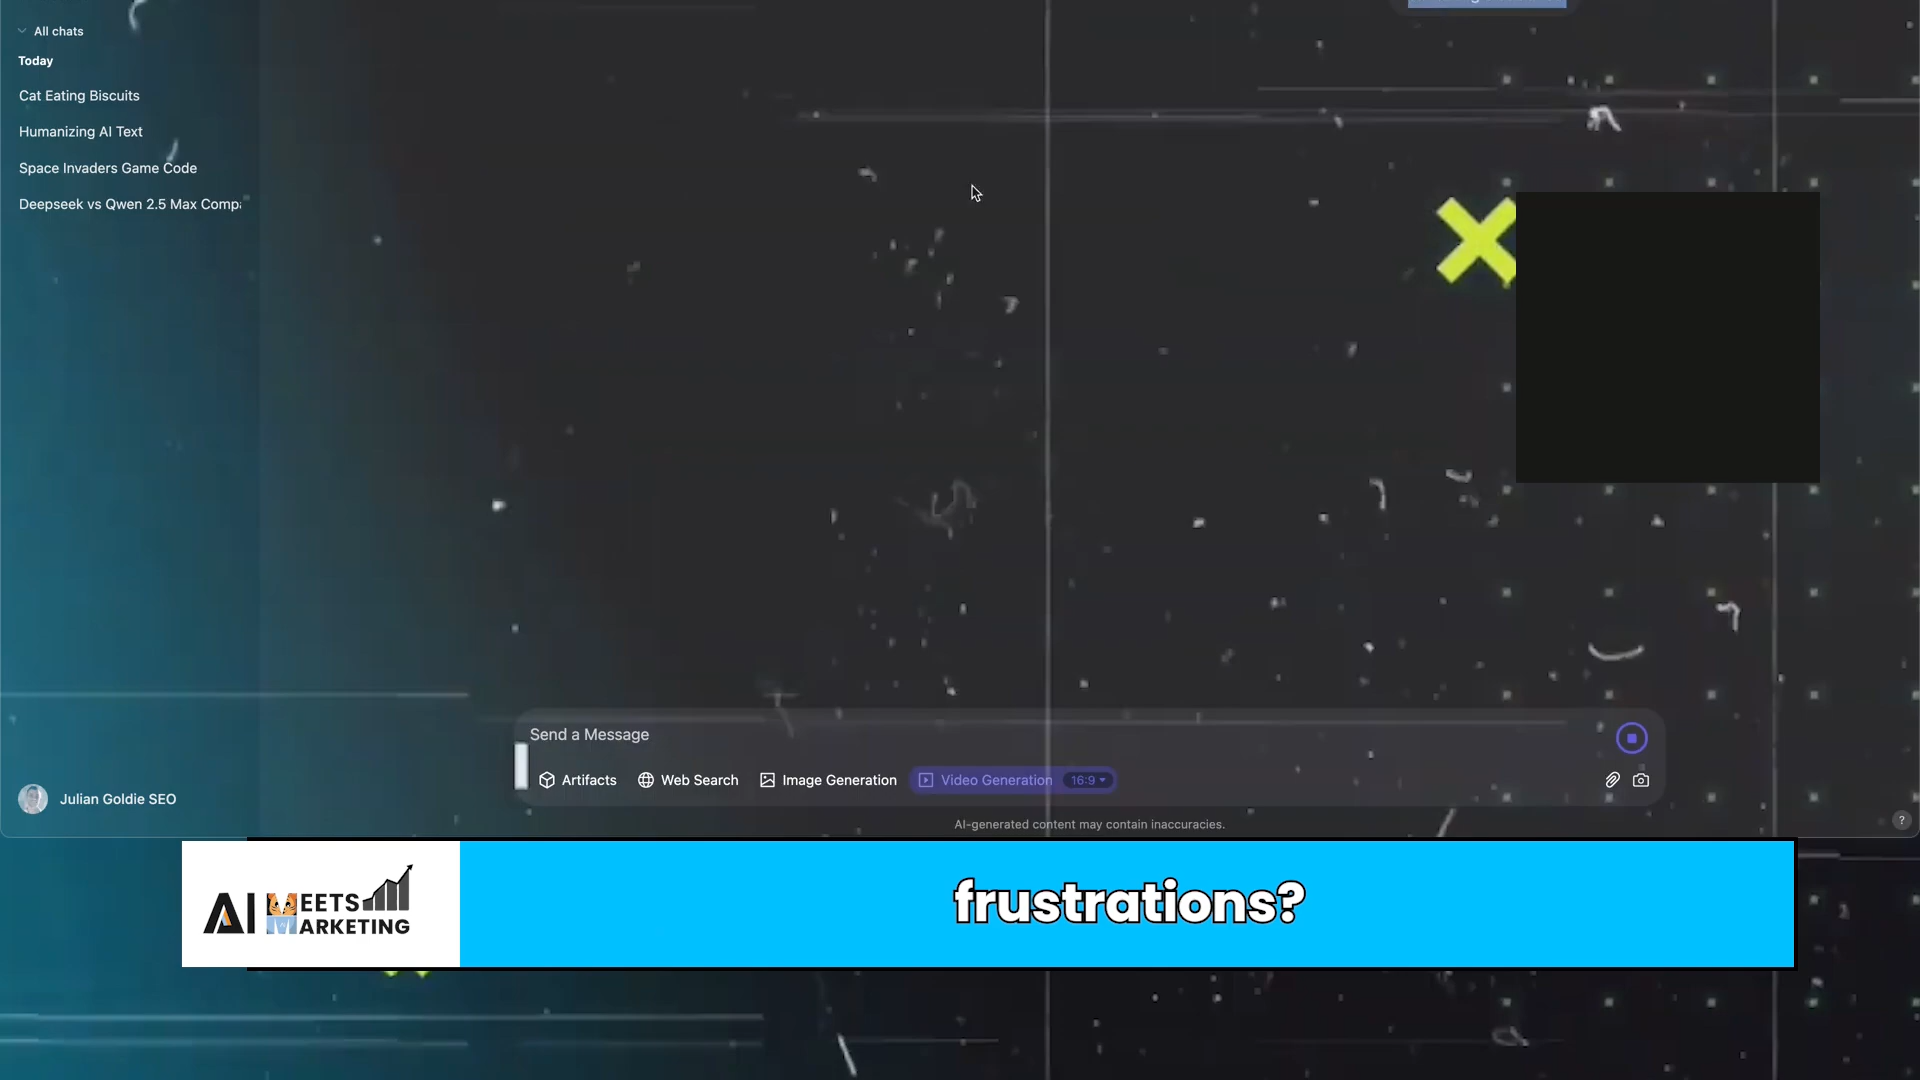 All chats
Today
Cat Eating Biscuits
Humanizing AI Text
Space Invaders Game Code
Deepseek vs Qwen 2.5 Max Comp
Send a Message
Artifacts Web Search Image Generation Video Generation 16:9
Julian Goldie SEO
AI-generated content may contain inaccuracies.
?
AI MEETS MARKETING
frustrations?